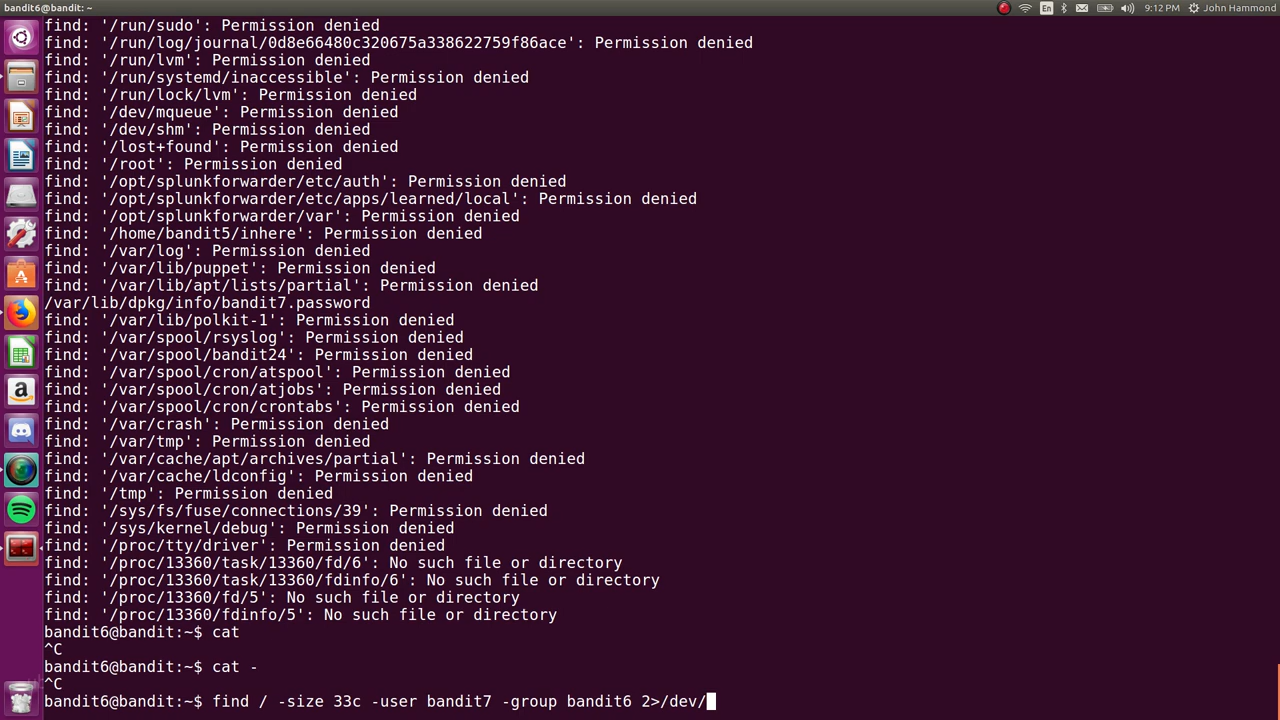 bandit6@bandit: ~
En
9:12 PM
John Hammond
find: '/run/sudo': Permission denied
find: '/run/log/journal/0d8e66480c320675a338622759f86ace': Permission denied
find: '/run/lvm': Permission denied
find: '/run/systemd/inaccessible': Permission denied
find: '/run/lock/lvm': Permission denied
find: '/dev/mqueue': Permission denied
find: '/dev/shm': Permission denied
find: '/lost+found': Permission denied
find: '/root': Permission denied
find: '/opt/splunkforwarder/etc/auth': Permission denied
find: '/opt/splunkforwarder/etc/apps/learned/local': Permission denied
find: '/opt/splunkforwarder/var': Permission denied
find: '/home/bandit5/inhere': Permission denied
find: '/var/log': Permission denied
find: '/var/lib/puppet': Permission denied
find: '/var/lib/apt/lists/partial': Permission denied
/var/lib/dpkg/info/bandit7.password
find: '/var/lib/polkit-1': Permission denied
find: '/var/spool/rsyslog': Permission denied
find: '/var/spool/bandit24': Permission denied
find: '/var/spool/cron/atspool': Permission denied
find: '/var/spool/cron/atjobs': Permission denied
find: '/var/spool/cron/crontabs': Permission denied
find: '/var/crash': Permission denied
find: '/var/tmp': Permission denied
find: '/var/cache/apt/archives/partial': Permission denied
find: '/var/cache/ldconfig': Permission denied
find: '/tmp': Permission denied
find: '/sys/fs/fuse/connections/39': Permission denied
find: '/sys/kernel/debug': Permission denied
find: '/proc/tty/driver': Permission denied
find: '/proc/13360/task/13360/fd/6': No such file or directory
find: '/proc/13360/task/13360/fdinfo/6': No such file or directory
find: '/proc/13360/fd/5': No such file or directory
find: '/proc/13360/fdinfo/5': No such file or directory
bandit6@bandit:~$ cat
^C
bandit6@bandit:~$ cat -
^C
bandit6@bandit:~$ find / -size 33c -user bandit7 -group bandit6 2>/dev/